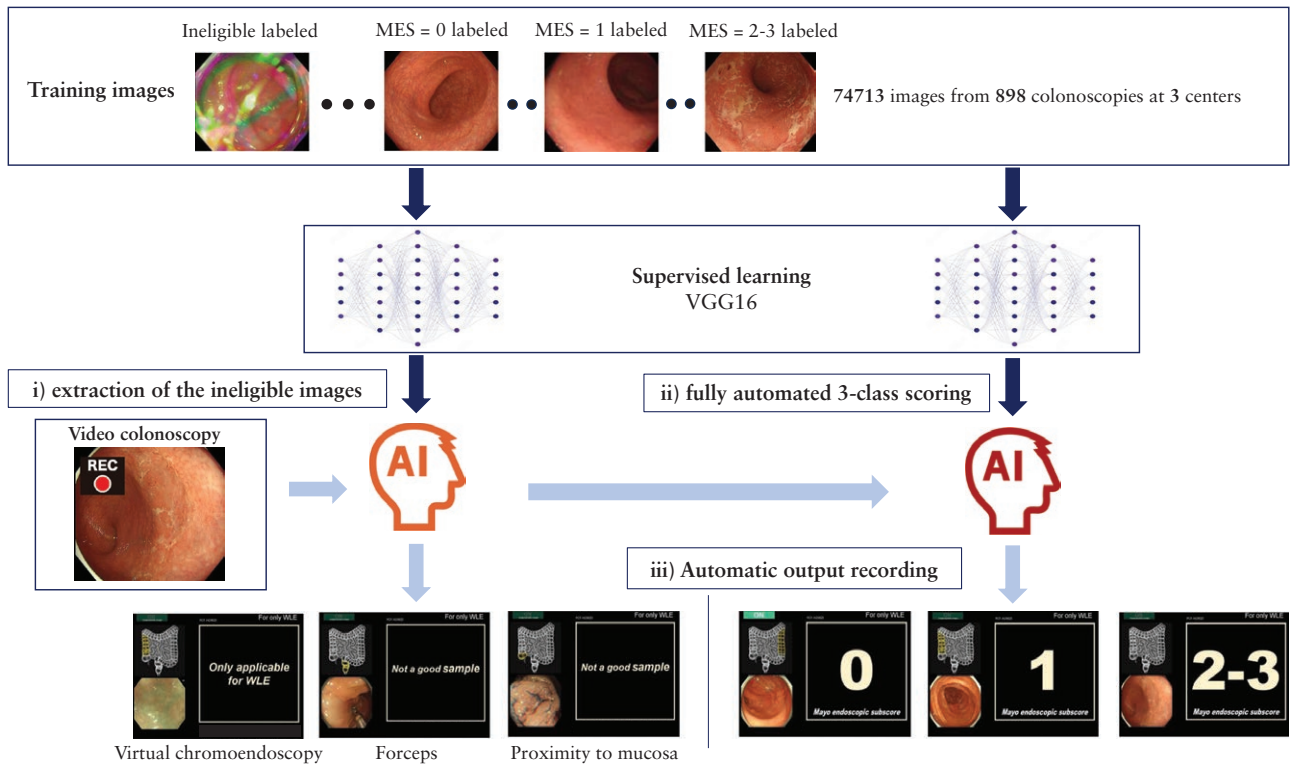 Ineligible labeled
MES = 0 labeled
MES = 1 labeled
MES = 2-3 labeled
Training images
74713 images from 898 colonoscopies at 3 centers
Supervised learning
VGG16
i) extraction of the ineligible images
ii) fully automated 3-class scoring
Video colonoscopy
REC
AI
AI
iii) Automatic output recording
For only WLE
Only applicable
for WLE
For only WLE
Not a good sample
For only WLE
Not a good sample
For only WLE
0
Mayo endoscopic subscore
For only WLE
1
Mayo endoscopic subscore
For only WLE
2-3
Mayo endoscopic subscore
Virtual chromoendoscopy
Forceps
Proximity to mucosa